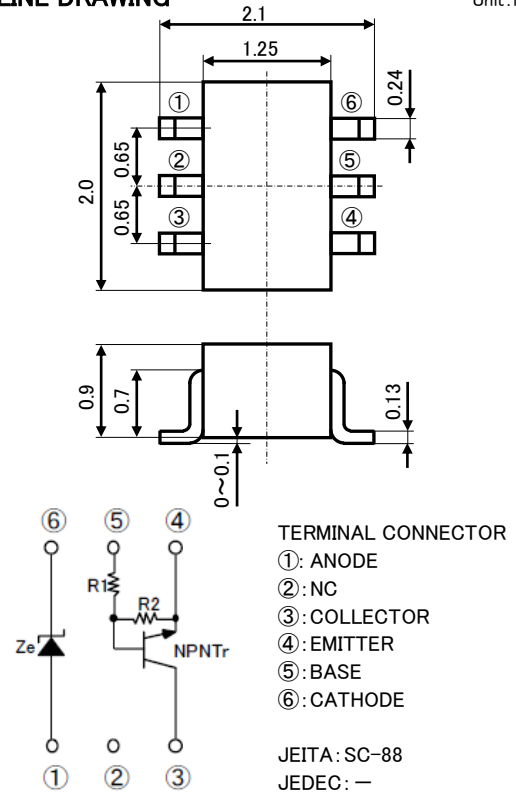 LINE DRAWING
2.1
1.25
① ⑥
0.24
0.65
② ⑤
2.0
0.65
③ ④
0.9
0.7
0.13
0~0.1
⑥ ⑤ ④
R1
R2
Ze
NPNTr
① ② ③
TERMINAL CONNECTOR
①: ANODE
②: NC
③: COLLECTOR
④: EMITTER
⑤: BASE
⑥: CATHODE
JEITA: SC-88
JEDEC: —